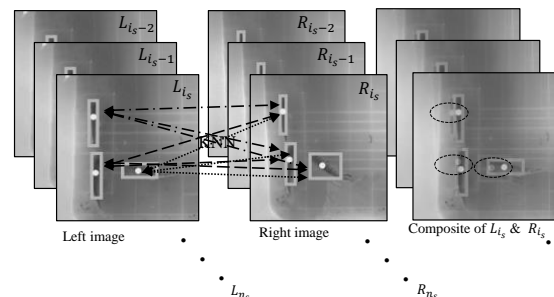 L_{i_s-2}
R_{i_s-2}
L_{i_s-1}
R_{i_s-1}
L_{i_s}
R_{i_s}
kNN
Left image
Right image
Composite of L_{i_s} & R_{i_s}
L_{n_s}
R_{n_s}